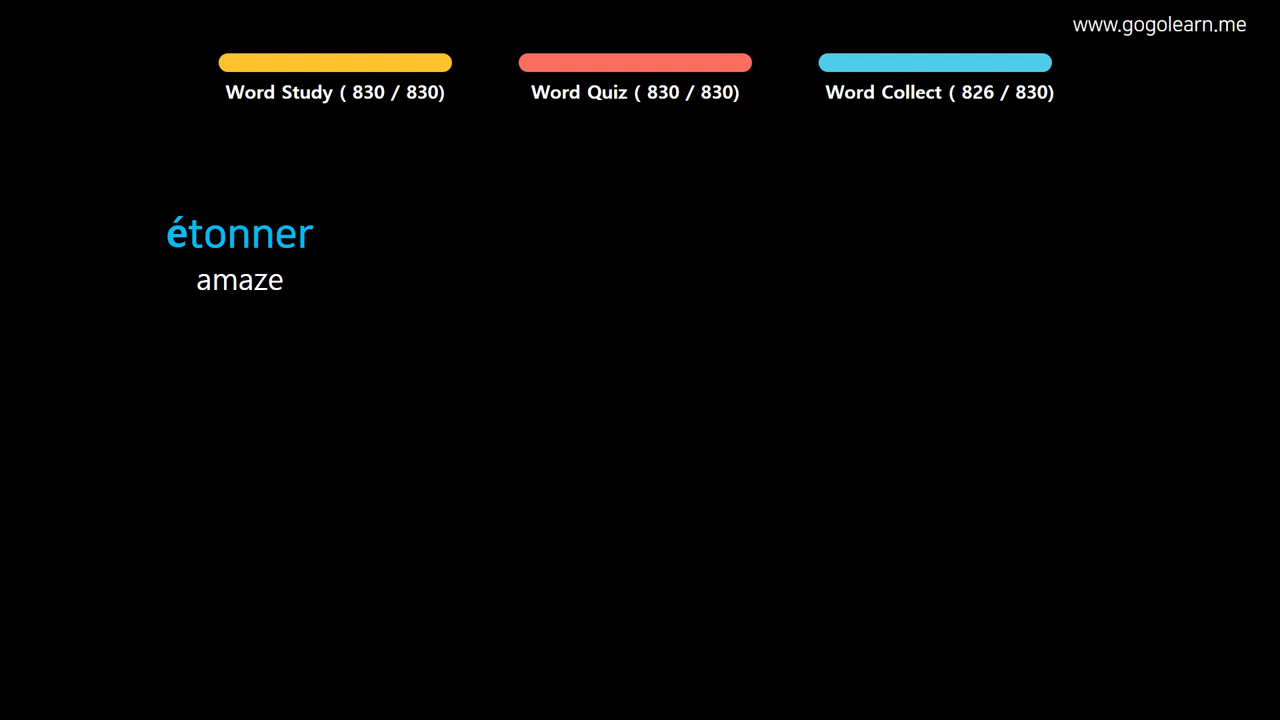 www.gogolearn.me
Word Study ( 830 / 830)
Word Quiz ( 830 / 830)
Word Collect ( 826 / 830)
étonner
amaze